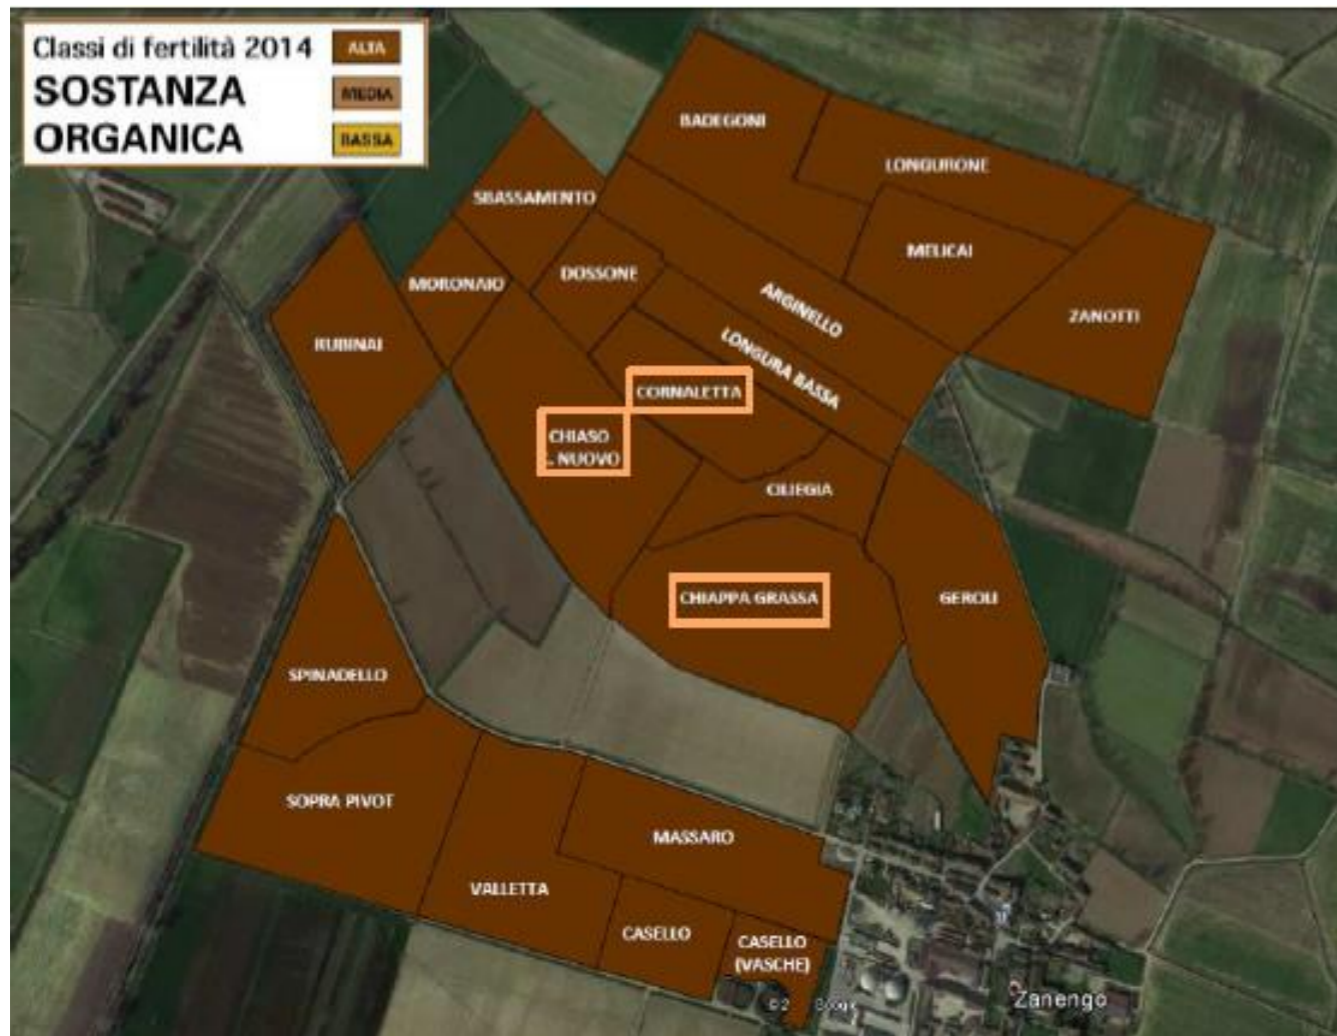 Classi di fertilità 2014
ALTA
SOSTANZA
MEDIA
ORGANICA
BASSA
BADEGONI
LONGURONE
SBASSAMENTO
MELICAI
DOSSONE
MORONAIO
ARGINELLO
ZANOTTI
RUBINAI
LONGURA BASSA
CORNALETTA
CHIASO
NUOVO
CILIEGIA
CHIAPPA GRASSA
GEROLI
SPINADELLO
SOPRA PIVOT
MASSARO
VALLETTA
CASELLO
CASELLO
(VASCHE)
Zanengo